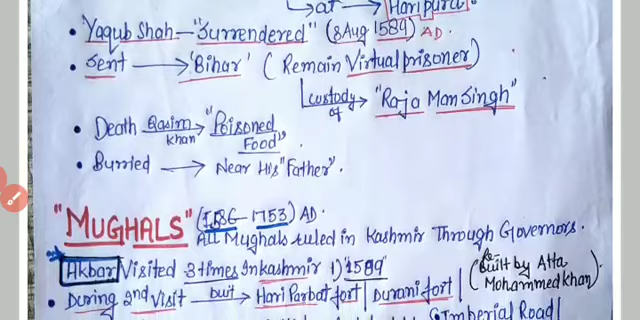 ↳at → Haripura.
• Yaqub Shah - "Surrendered" (8 Aug 1589) AD.
• Sent → 'Bihar' (Remain Virtual prisoner)
custody of → "Raja Man Singh"
• Death Qasim khan → "Poisoned Food".
• Burried → Near His "Father".
"MUGHALS" (1586 - 1753) AD.
All Mughals ruled in Kashmir Through Governors.
Akbar Visited 3 times In kashmir 1) 1589
• During 2nd Visit → buit → Hari Parbat fort | Durani fort | (Built by Atta Mohammed khan).
Imberial Road |